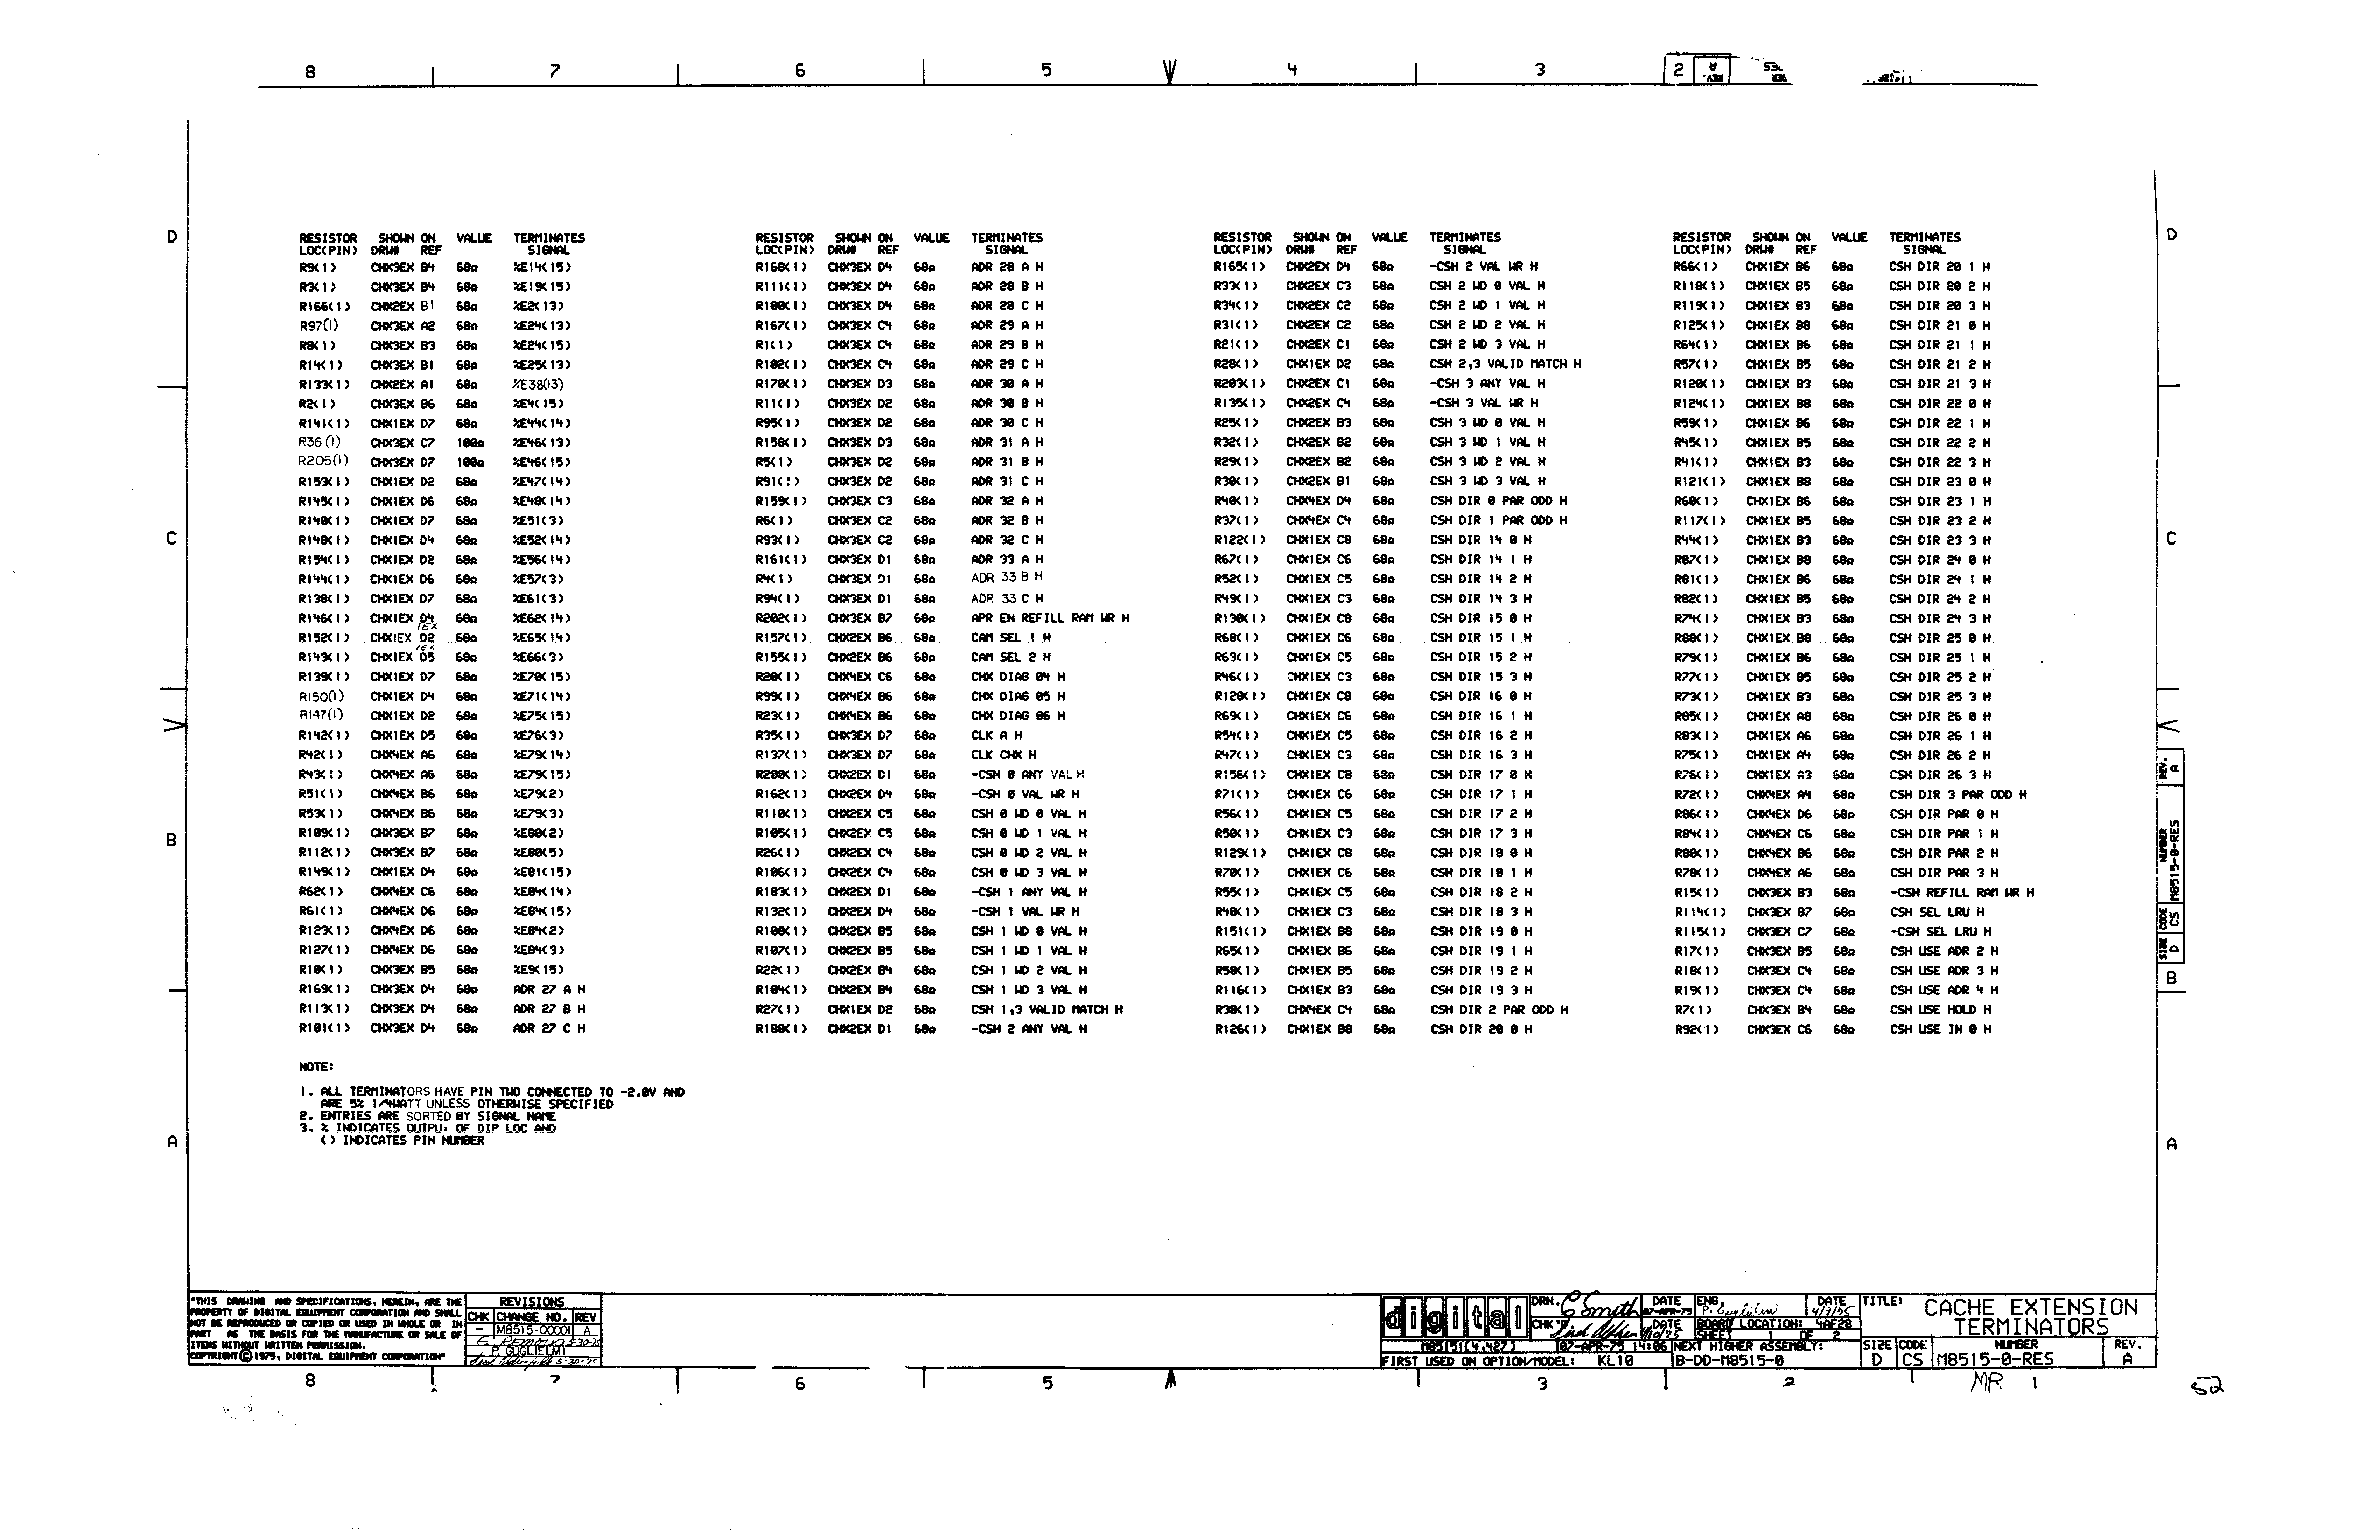 8 7 6 5 4 3 2
REV. A
D D
RESISTOR SHOWN ON VALUE TERMINATES
LOC(PIN) DRW# REF SIGNAL
R9(1) CHX3EX B4 68Ω %E14(15)
R3(1) CHX3EX B4 68Ω %E19(15)
R166(1) CHX2EX B1 68Ω %E2(13)
R97(1) CHX3EX A2 68Ω %E24(13)
R8(1) CHX3EX B3 68Ω %E24(15)
R14(1) CHX3EX B1 68Ω %E25(13)
R133(1) CHX2EX A1 68Ω %E38(13)
R2(1) CHX3EX B6 68Ω %E4(15)
R141(1) CHX1EX D7 68Ω %E44(14)
R36(1) CHX3EX C7 100Ω %E46(13)
R205(1) CHX3EX D7 100Ω %E46(15)
R153(1) CHX1EX D2 68Ω %E47(14)
R145(1) CHX1EX D6 68Ω %E48(14)
R140(1) CHX1EX D7 68Ω %E51(3)
R148(1) CHX1EX D4 68Ω %E52(14)
R154(1) CHX1EX D2 68Ω %E56(14)
R144(1) CHX1EX D6 68Ω %E57(3)
R138(1) CHX1EX D7 68Ω %E61(3)
R146(1) CHX1EX D4 68Ω %E62(14)
1EX
R152(1) CHX1EX D2 68Ω %E65(14)
1EX
R143(1) CHX1EX D5 68Ω %E66(3)
R139(1) CHX1EX D7 68Ω %E70(15)
R150(1) CHX1EX D4 68Ω %E71(14)
R147(1) CHX1EX D2 68Ω %E75(15)
R142(1) CHX1EX D5 68Ω %E76(3)
R42(1) CHX4EX A6 68Ω %E79(14)
R43(1) CHX4EX A6 68Ω %E79(15)
R51(1) CHX4EX B6 68Ω %E79(2)
R53(1) CHX4EX B6 68Ω %E79(3)
R109(1) CHX3EX B7 68Ω %E80(2)
R112(1) CHX3EX B7 68Ω %E80(5)
R149(1) CHX1EX D4 68Ω %E81(15)
R62(1) CHX4EX C6 68Ω %E84(14)
R61(1) CHX4EX D6 68Ω %E84(15)
R123(1) CHX4EX D6 68Ω %E84(2)
R127(1) CHX4EX D6 68Ω %E84(3)
R10(1) CHX3EX B5 68Ω %E9(15)
R169(1) CHX3EX D4 68Ω ADR 27 A H
R113(1) CHX3EX D4 68Ω ADR 27 B H
R101(1) CHX3EX D4 68Ω ADR 27 C H
RESISTOR SHOWN ON VALUE TERMINATES
LOC(PIN) DRW# REF SIGNAL
R168(1) CHX3EX D4 68Ω ADR 28 A H
R111(1) CHX3EX D4 68Ω ADR 28 B H
R100(1) CHX3EX D4 68Ω ADR 28 C H
R167(1) CHX3EX C4 68Ω ADR 29 A H
R1(1) CHX3EX C4 68Ω ADR 29 B H
R102(1) CHX3EX C4 68Ω ADR 29 C H
R170(1) CHX3EX D3 68Ω ADR 30 A H
R11(1) CHX3EX D2 68Ω ADR 30 B H
R95(1) CHX3EX D2 68Ω ADR 30 C H
R158(1) CHX3EX D3 68Ω ADR 31 A H
R5(1) CHX3EX D2 68Ω ADR 31 B H
R91(1) CHX3EX D2 68Ω ADR 31 C H
R159(1) CHX3EX C3 68Ω ADR 32 A H
R6(1) CHX3EX C2 68Ω ADR 32 B H
R93(1) CHX3EX C2 68Ω ADR 32 C H
R161(1) CHX3EX D1 68Ω ADR 33 A H
R4(1) CHX3EX D1 68Ω ADR 33 B H
R94(1) CHX3EX D1 68Ω ADR 33 C H
R202(1) CHX3EX B7 68Ω APR EN REFILL RAM WR H
R157(1) CHX2EX B6 68Ω CAM SEL 1 H
R155(1) CHX2EX B6 68Ω CAM SEL 2 H
R20(1) CHX4EX C6 68Ω CHX DIAG 04 H
R99(1) CHX4EX B6 68Ω CHX DIAG 05 H
R23(1) CHX4EX B6 68Ω CHX DIAG 06 H
R35(1) CHX3EX D7 68Ω CLK A H
R137(1) CHX3EX D7 68Ω CLK CHX H
R200(1) CHX2EX D1 68Ω -CSH 0 ANY VAL H
R162(1) CHX2EX D4 68Ω -CSH 0 VAL WR H
R110(1) CHX2EX C5 68Ω CSH 0 WD 0 VAL H
R105(1) CHX2EX C5 68Ω CSH 0 WD 1 VAL H
R26(1) CHX2EX C4 68Ω CSH 0 WD 2 VAL H
R106(1) CHX2EX C4 68Ω CSH 0 WD 3 VAL H
R183(1) CHX2EX D1 68Ω -CSH 1 ANY VAL H
R132(1) CHX2EX D4 68Ω -CSH 1 VAL WR H
R108(1) CHX2EX B5 68Ω CSH 1 WD 0 VAL H
R107(1) CHX2EX B5 68Ω CSH 1 WD 1 VAL H
R22(1) CHX2EX B4 68Ω CSH 1 WD 2 VAL H
R104(1) CHX2EX B4 68Ω CSH 1 WD 3 VAL H
R27(1) CHX1EX D2 68Ω CSH 1,3 VALID MATCH H
R188(1) CHX2EX D1 68Ω -CSH 2 ANY VAL H
RESISTOR SHOWN ON VALUE TERMINATES
LOC(PIN) DRW# REF SIGNAL
R165(1) CHX2EX D4 68Ω -CSH 2 VAL WR H
R33(1) CHX2EX C3 68Ω CSH 2 WD 0 VAL H
R34(1) CHX2EX C2 68Ω CSH 2 WD 1 VAL H
R31(1) CHX2EX C2 68Ω CSH 2 WD 2 VAL H
R21(1) CHX2EX C1 68Ω CSH 2 WD 3 VAL H
R28(1) CHX1EX D2 68Ω CSH 2,3 VALID MATCH H
R203(1) CHX2EX C1 68Ω -CSH 3 ANY VAL H
R135(1) CHX2EX C4 68Ω -CSH 3 VAL WR H
R25(1) CHX2EX B3 68Ω CSH 3 WD 0 VAL H
R32(1) CHX2EX B2 68Ω CSH 3 WD 1 VAL H
R29(1) CHX2EX B2 68Ω CSH 3 WD 2 VAL H
R30(1) CHX2EX B1 68Ω CSH 3 WD 3 VAL H
R40(1) CHX4EX D4 68Ω CSH DIR 0 PAR ODD H
R37(1) CHX4EX C4 68Ω CSH DIR 1 PAR ODD H
R122(1) CHX1EX C8 68Ω CSH DIR 14 0 H
R67(1) CHX1EX C6 68Ω CSH DIR 14 1 H
R52(1) CHX1EX C5 68Ω CSH DIR 14 2 H
R49(1) CHX1EX C3 68Ω CSH DIR 14 3 H
R130(1) CHX1EX C8 68Ω CSH DIR 15 0 H
R68(1) CHX1EX C6 68Ω CSH DIR 15 1 H
R63(1) CHX1EX C5 68Ω CSH DIR 15 2 H
R46(1) CHX1EX C3 68Ω CSH DIR 15 3 H
R128(1) CHX1EX C8 68Ω CSH DIR 16 0 H
R69(1) CHX1EX C6 68Ω CSH DIR 16 1 H
R54(1) CHX1EX C5 68Ω CSH DIR 16 2 H
R47(1) CHX1EX C3 68Ω CSH DIR 16 3 H
R156(1) CHX1EX C8 68Ω CSH DIR 17 0 H
R71(1) CHX1EX C6 68Ω CSH DIR 17 1 H
R56(1) CHX1EX C5 68Ω CSH DIR 17 2 H
R50(1) CHX1EX C3 68Ω CSH DIR 17 3 H
R129(1) CHX1EX C8 68Ω CSH DIR 18 0 H
R70(1) CHX1EX C6 68Ω CSH DIR 18 1 H
R55(1) CHX1EX C5 68Ω CSH DIR 18 2 H
R48(1) CHX1EX C3 68Ω CSH DIR 18 3 H
R151(1) CHX1EX B8 68Ω CSH DIR 19 0 H
R65(1) CHX1EX B6 68Ω CSH DIR 19 1 H
R58(1) CHX1EX B5 68Ω CSH DIR 19 2 H
R116(1) CHX1EX B3 68Ω CSH DIR 19 3 H
R38(1) CHX4EX C4 68Ω CSH DIR 2 PAR ODD H
R126(1) CHX1EX B8 68Ω CSH DIR 20 0 H
RESISTOR SHOWN ON VALUE TERMINATES
LOC(PIN) DRW# REF SIGNAL
R66(1) CHX1EX B6 68Ω CSH DIR 20 1 H
R118(1) CHX1EX B5 68Ω CSH DIR 20 2 H
R119(1) CHX1EX B3 68Ω CSH DIR 20 3 H
R125(1) CHX1EX B8 68Ω CSH DIR 21 0 H
R64(1) CHX1EX B6 68Ω CSH DIR 21 1 H
R57(1) CHX1EX B5 68Ω CSH DIR 21 2 H
R120(1) CHX1EX B3 68Ω CSH DIR 21 3 H
R124(1) CHX1EX B8 68Ω CSH DIR 22 0 H
R59(1) CHX1EX B6 68Ω CSH DIR 22 1 H
R45(1) CHX1EX B5 68Ω CSH DIR 22 2 H
R41(1) CHX1EX B3 68Ω CSH DIR 22 3 H
R121(1) CHX1EX B8 68Ω CSH DIR 23 0 H
R60(1) CHX1EX B6 68Ω CSH DIR 23 1 H
R117(1) CHX1EX B5 68Ω CSH DIR 23 2 H
R44(1) CHX1EX B3 68Ω CSH DIR 23 3 H
R87(1) CHX1EX B8 68Ω CSH DIR 24 0 H
R81(1) CHX1EX B6 68Ω CSH DIR 24 1 H
R82(1) CHX1EX B5 68Ω CSH DIR 24 2 H
R74(1) CHX1EX B3 68Ω CSH DIR 24 3 H
R88(1) CHX1EX B8 68Ω CSH DIR 25 0 H
R79(1) CHX1EX B6 68Ω CSH DIR 25 1 H
R77(1) CHX1EX B5 68Ω CSH DIR 25 2 H
R73(1) CHX1EX B3 68Ω CSH DIR 25 3 H
R85(1) CHX1EX A8 68Ω CSH DIR 26 0 H
R83(1) CHX1EX A6 68Ω CSH DIR 26 1 H
R75(1) CHX1EX A4 68Ω CSH DIR 26 2 H
R76(1) CHX1EX A3 68Ω CSH DIR 26 3 H
R72(1) CHX4EX A4 68Ω CSH DIR 3 PAR ODD H
R86(1) CHX4EX D6 68Ω CSH DIR PAR 0 H
R84(1) CHX4EX C6 68Ω CSH DIR PAR 1 H
R80(1) CHX4EX B6 68Ω CSH DIR PAR 2 H
R78(1) CHX4EX A6 68Ω CSH DIR PAR 3 H
R15(1) CHX3EX B3 68Ω -CSH REFILL RAM WR H
R114(1) CHX3EX B7 68Ω CSH SEL LRU H
R115(1) CHX3EX C7 68Ω -CSH SEL LRU H
R17(1) CHX3EX B5 68Ω CSH USE ADR 2 H
R18(1) CHX3EX C4 68Ω CSH USE ADR 3 H
R19(1) CHX3EX C4 68Ω CSH USE ADR 4 H
R7(1) CHX3EX B4 68Ω CSH USE HOLD H
R92(1) CHX3EX C6 68Ω CSH USE IN 0 H
C C
B B
A A
REV. A
NUMBER M8515-0-RES
SIZE D CODE CS
NOTE:
1. ALL TERMINATORS HAVE PIN TWO CONNECTED TO -2.0V AND
ARE 5% 1/4WATT UNLESS OTHERWISE SPECIFIED
2. ENTRIES ARE SORTED BY SIGNAL NAME
3. % INDICATES OUTPUT OF DIP LOC AND
() INDICATES PIN NUMBER
"THIS DRAWING AND SPECIFICATIONS, HEREIN, ARE THE
PROPERTY OF DIGITAL EQUIPMENT CORPORATION AND SHALL
NOT BE REPRODUCED OR COPIED OR USED IN WHOLE OR IN
PART AS THE BASIS FOR THE MANUFACTURE OR SALE OF
ITEMS WITHOUT WRITTEN PERMISSION.
COPYRIGHT © 1975, DIGITAL EQUIPMENT CORPORATION"
REVISIONS
CHK CHANGE NO. REV
- M8515-00001 A
P. GUGLIELMI
5-30-75
digital
DRN. C Smith DATE 07-APR-75 ENG. P. Guglielmi DATE 4/9/75
CHK'D DATE BOARD LOCATION: 4AF28
SHEET 1 OF 2
M8515I[4,427] 07-APR-75 14:06 NEXT HIGHER ASSEMBLY:
FIRST USED ON OPTION/MODEL: KL10 B-DD-M8515-0
TITLE: CACHE EXTENSION
TERMINATORS
SIZE CODE NUMBER REV.
D CS M8515-0-RES A
8 7 6 5 3 2 1
MP
52